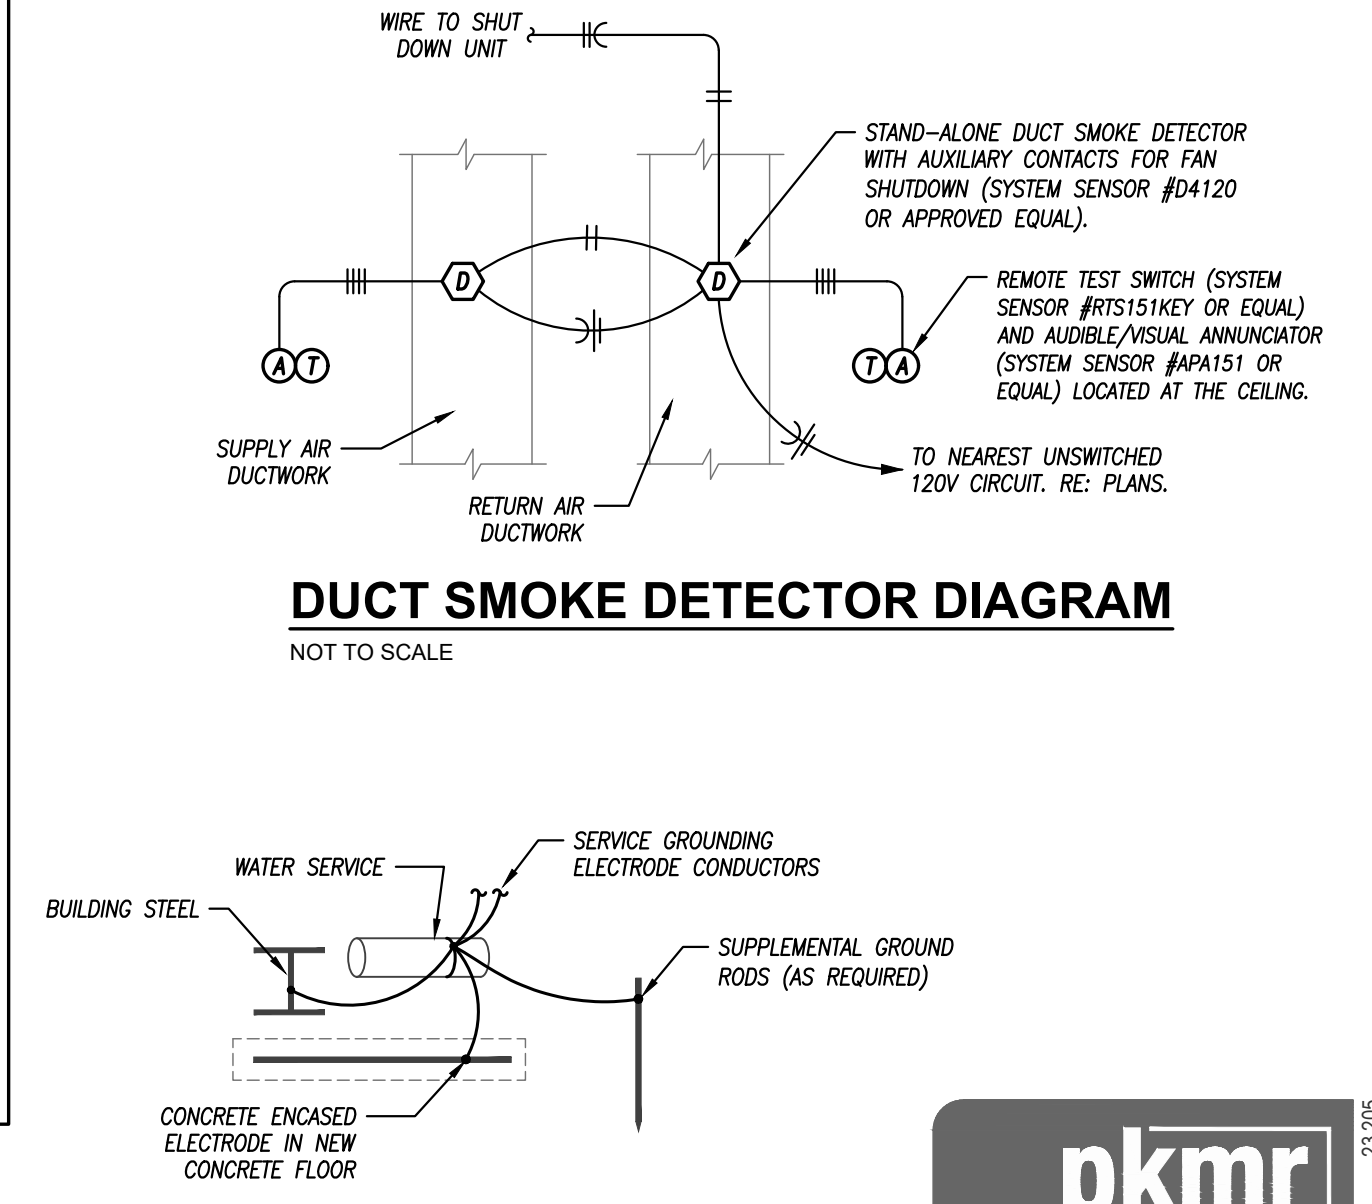 WIRE TO SHUT
DOWN UNIT
STAND-ALONE DUCT SMOKE DETECTOR
WITH AUXILIARY CONTACTS FOR FAN
SHUTDOWN (SYSTEM SENSOR #D4120
OR APPROVED EQUAL).
D
D
REMOTE TEST SWITCH (SYSTEM
SENSOR #RTS151KEY OR EQUAL)
AND AUDIBLE/VISUAL ANNUNCIATOR
(SYSTEM SENSOR #APA151 OR
EQUAL) LOCATED AT THE CEILING.
A T
T A
SUPPLY AIR
DUCTWORK
RETURN AIR
DUCTWORK
TO NEAREST UNSWITCHED
120V CIRCUIT. RE: PLANS.
DUCT SMOKE DETECTOR DIAGRAM
NOT TO SCALE
SERVICE GROUNDING
ELECTRODE CONDUCTORS
WATER SERVICE
BUILDING STEEL
SUPPLEMENTAL GROUND
RODS (AS REQUIRED)
CONCRETE ENCASED
ELECTRODE IN NEW
CONCRETE FLOOR
pkmr
23.205